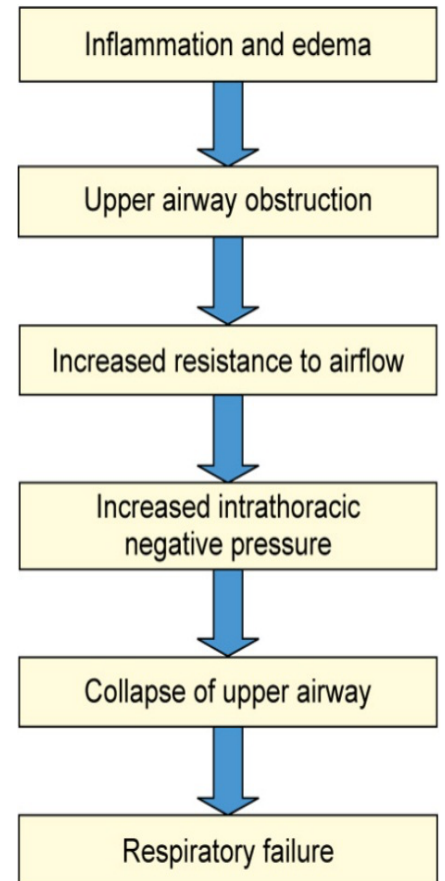 Inflammation and edema
Upper airway obstruction
Increased resistance to airflow
Increased intrathoracic
negative pressure
Collapse of upper airway
Respiratory failure